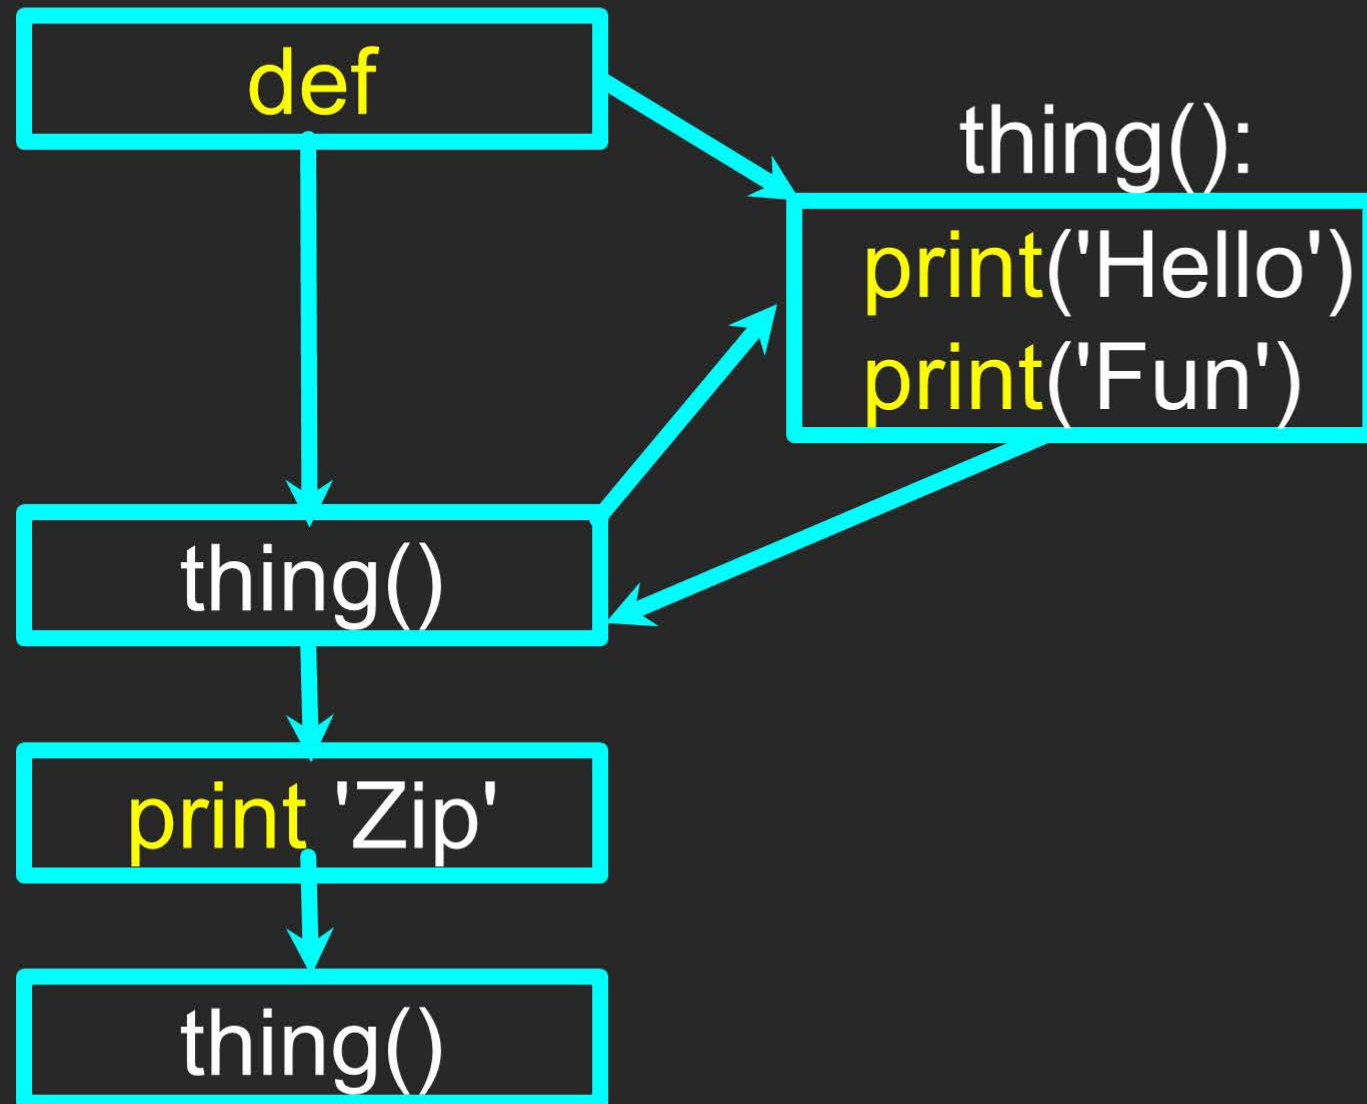 def
thing():
print('Hello')
print('Fun')
thing()
print 'Zip'
thing()